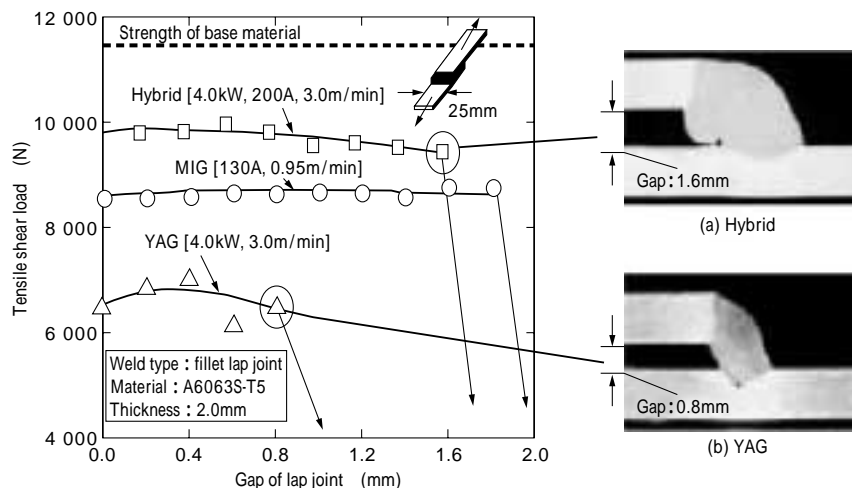 12 000
10 000
8 000
6 000
4 000
Tensile shear load (N)
Strength of base material
25mm
Hybrid [4.0kW, 200A, 3.0m/min]
MIG [130A, 0.95m/min]
YAG [4.0kW, 3.0m/min]
Weld type : fillet lap joint
Material : A6063S-T5
Thickness : 2.0mm
0.0 0.4 0.8 1.2 1.6 2.0
Gap of lap joint (mm)
Gap : 1.6mm
(a) Hybrid
Gap : 0.8mm
(b) YAG